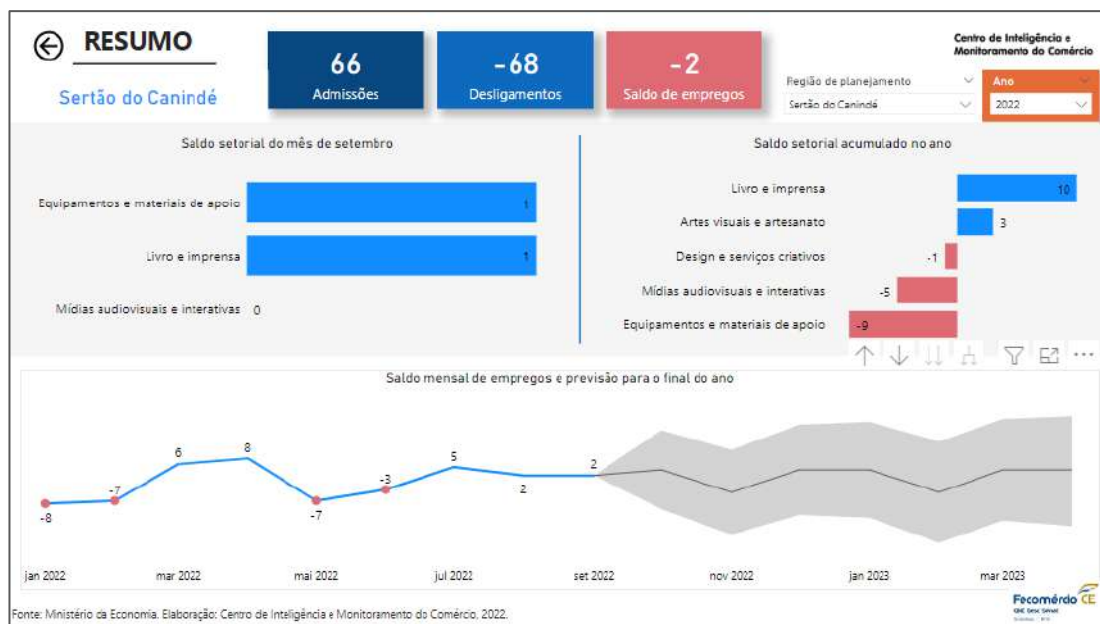 RESUMO
Sertão do Canindé
66
Admissões
-68
Desligamentos
-2
Saldo de empregos
Centro de Inteligência e
Monitoramento do Comércio
Região de planejamento
Sertão do Canindé
Ano
2022
Saldo setorial do mês de setembro
Equipamentos e materiais de apoio
1
Livro e imprensa
1
Mídias audiovisuais e interativas 0
Saldo setorial acumulado no ano
Livro e imprensa
10
Artes visuais e artesanato
3
Design e serviços criativos
-1
Mídias audiovisuais e interativas
-5
Equipamentos e materiais de apoio
-9
Saldo mensal de empregos e previsão para o final do ano
-8
-7
6
8
-7
-3
5
2
2
jan 2022
mar 2022
mai 2022
jul 2022
set 2022
nov 2022
jan 2023
mar 2023
Fonte: Ministério da Economia. Elaboração: Centro de Inteligência e Monitoramento do Comércio, 2022.
Fecomércio CE